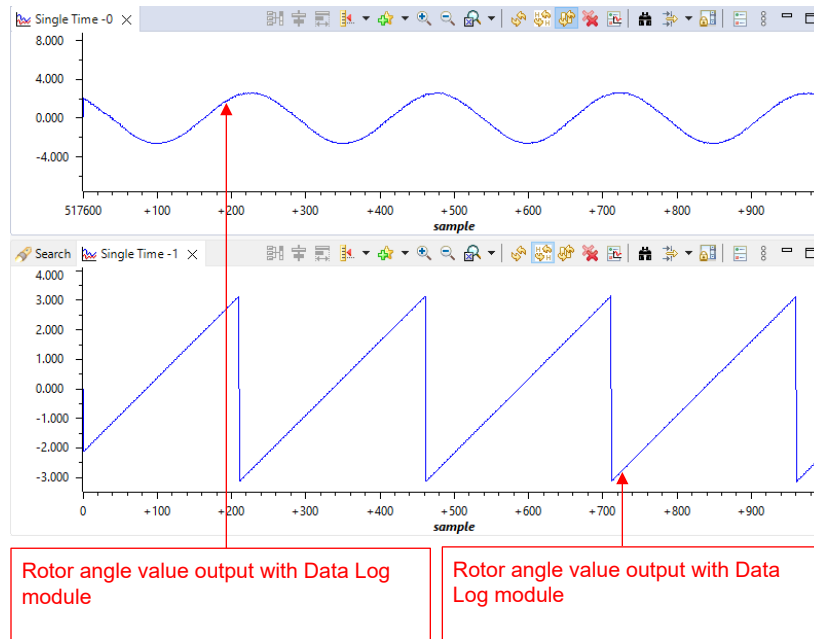 Single Time -0
8.000
4.000
0.000
-4.000
517600 +100 +200 +300 +400 +500 +600 +700 +800 +900
sample
Search Single Time -1
4.000
3.000
2.000
1.000
0.000
-1.000
-2.000
-3.000
0 +100 +200 +300 +400 +500 +600 +700 +800 +900
sample
Rotor angle value output with Data Log
module
Rotor angle value output with Data
Log module